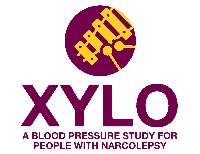 XYLO
A BLOOD PRESSURE STUDY FOR
PEOPLE WITH NARCOLEPSY